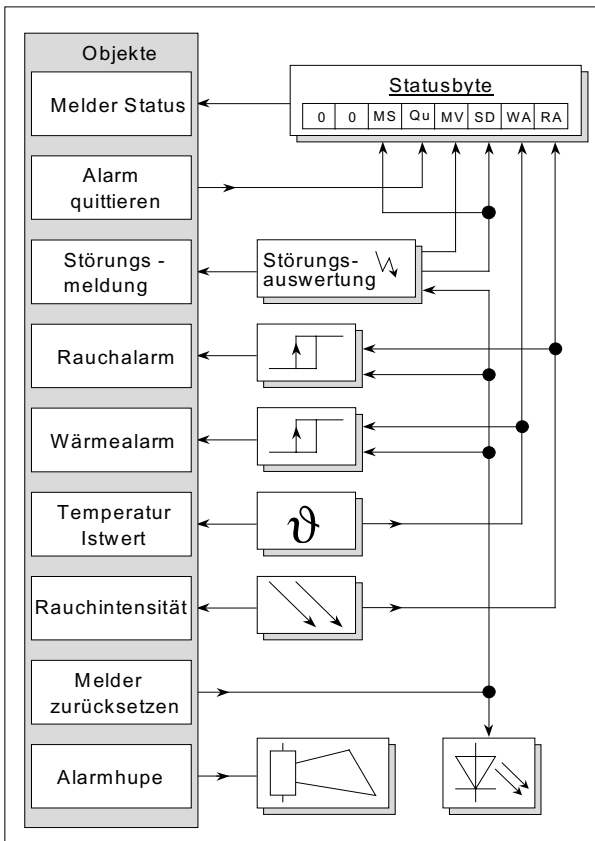 Objekte
Statusbyte
Melder Status
0 0 MS Qu MV SD WA RA
Alarm
quittieren
Störungs -
meldung
Störungs-
auswertung
Rauchalarm
Wärmealarm
Temperatur
Istwert
ϑ
Rauchintensität
Melder
zurücksetzen
Alarmhupe